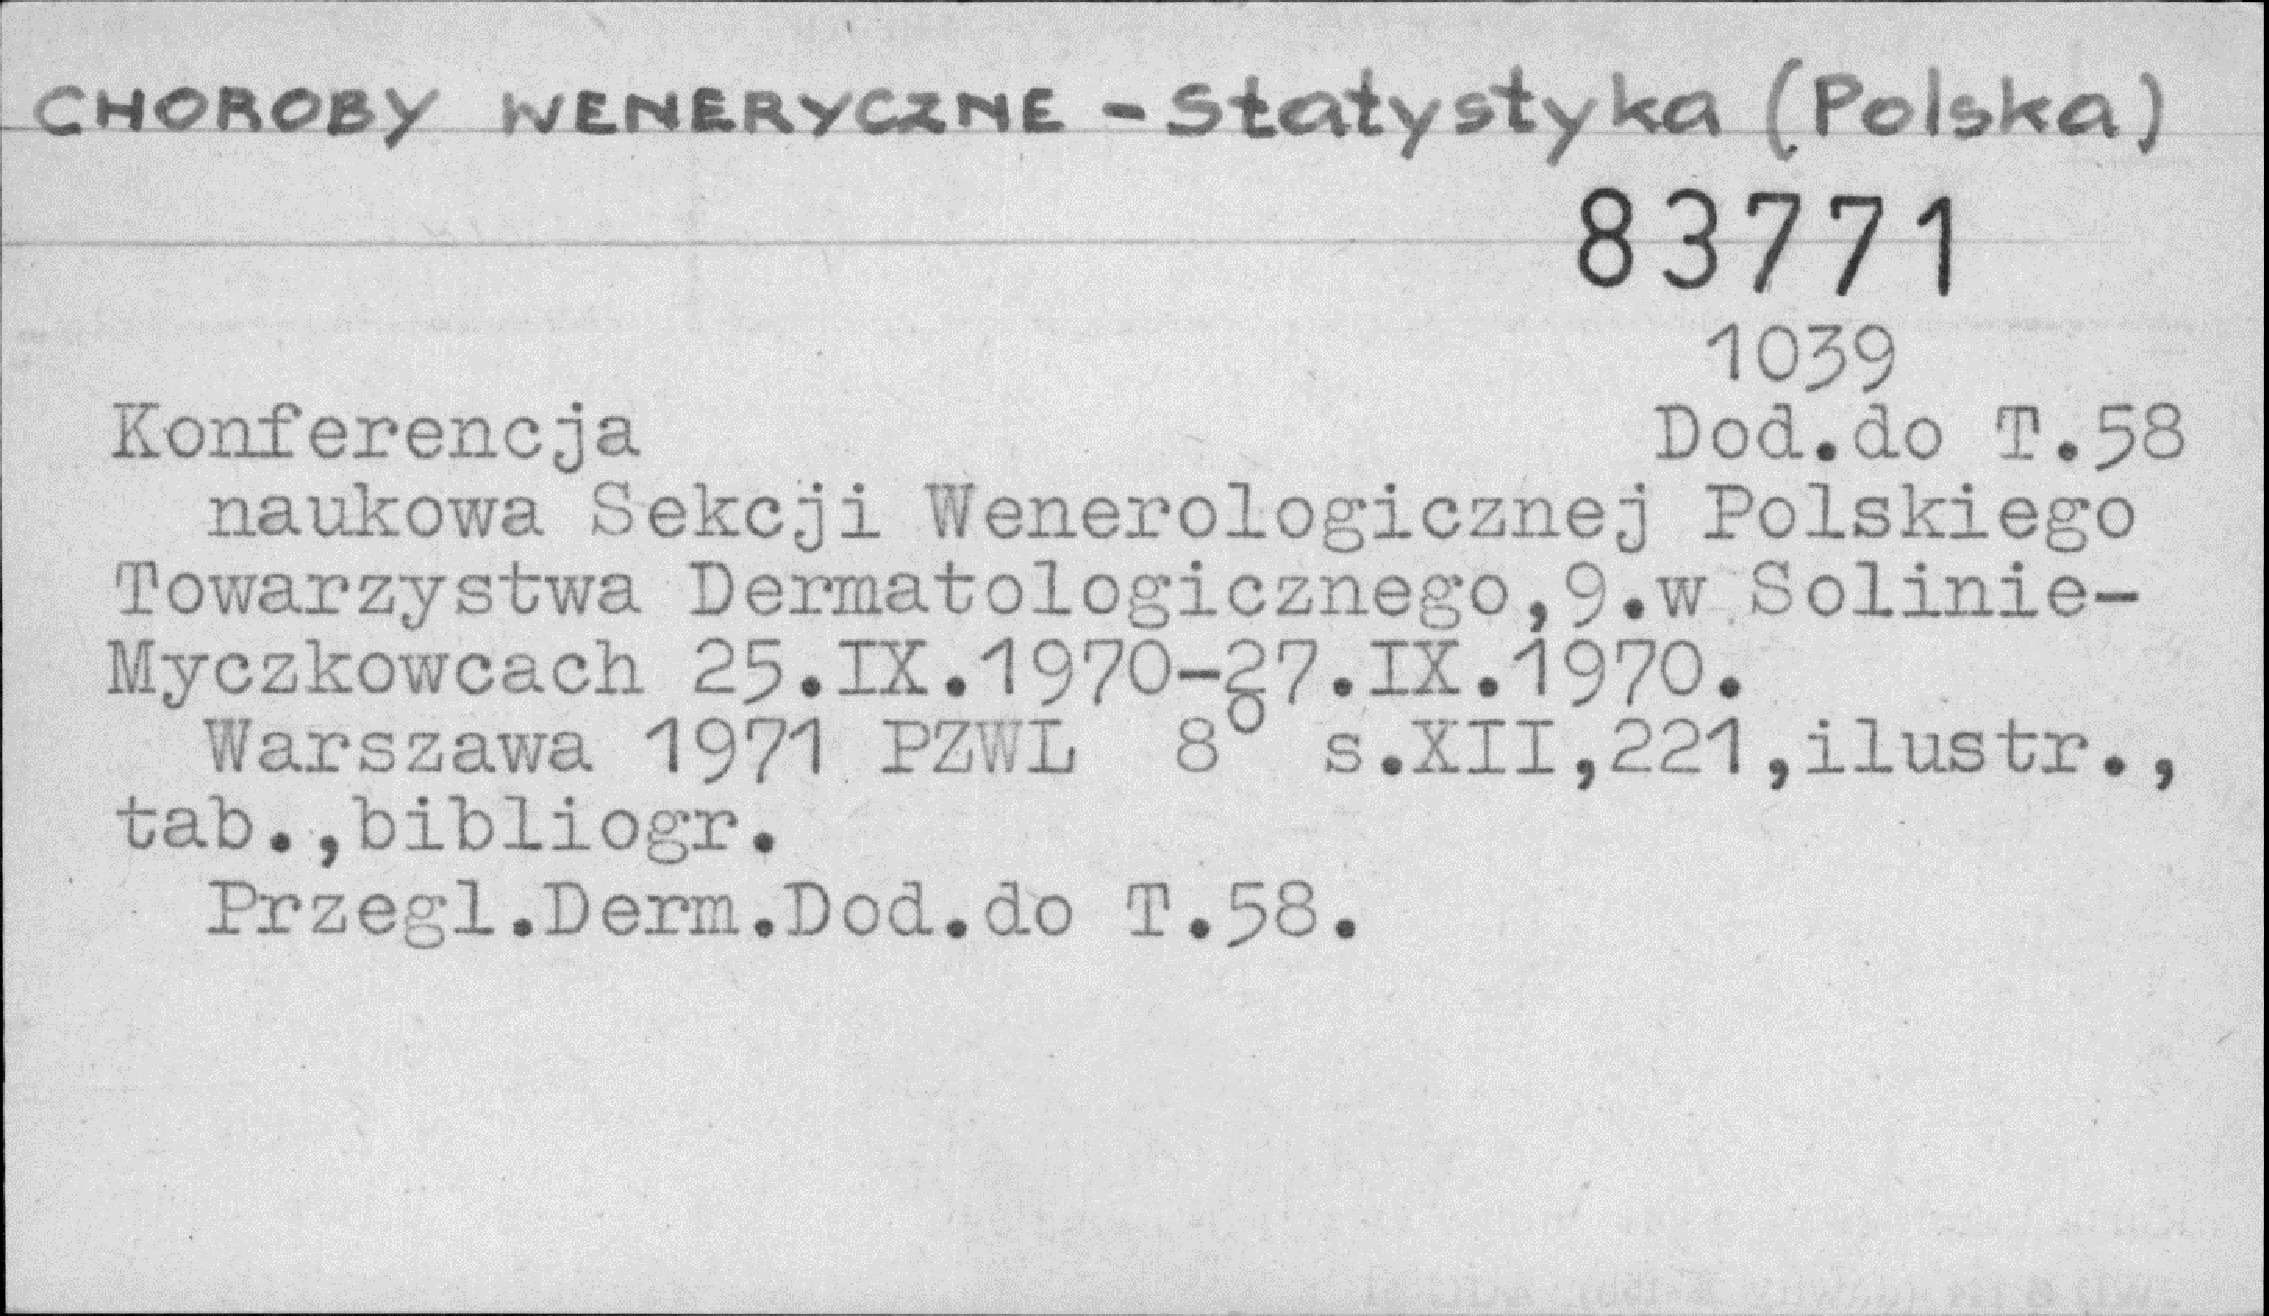 CHOROBY WENERYCZNE - Statystyka (Polska)
83771
1039
Konferencja Dod.do T.58
naukowa Sekcji Wenerologicznej Polskiego
Towarzystwa Dermatologicznego,9.w Solinie-
Myczkowcach 25.IX.1970-27.IX.1970.
Warszawa 1971 PZWL 8° s.XII,221,ilustr.,
tab.,bibliogr.
Przegl.Derm.Dod.do T.58.